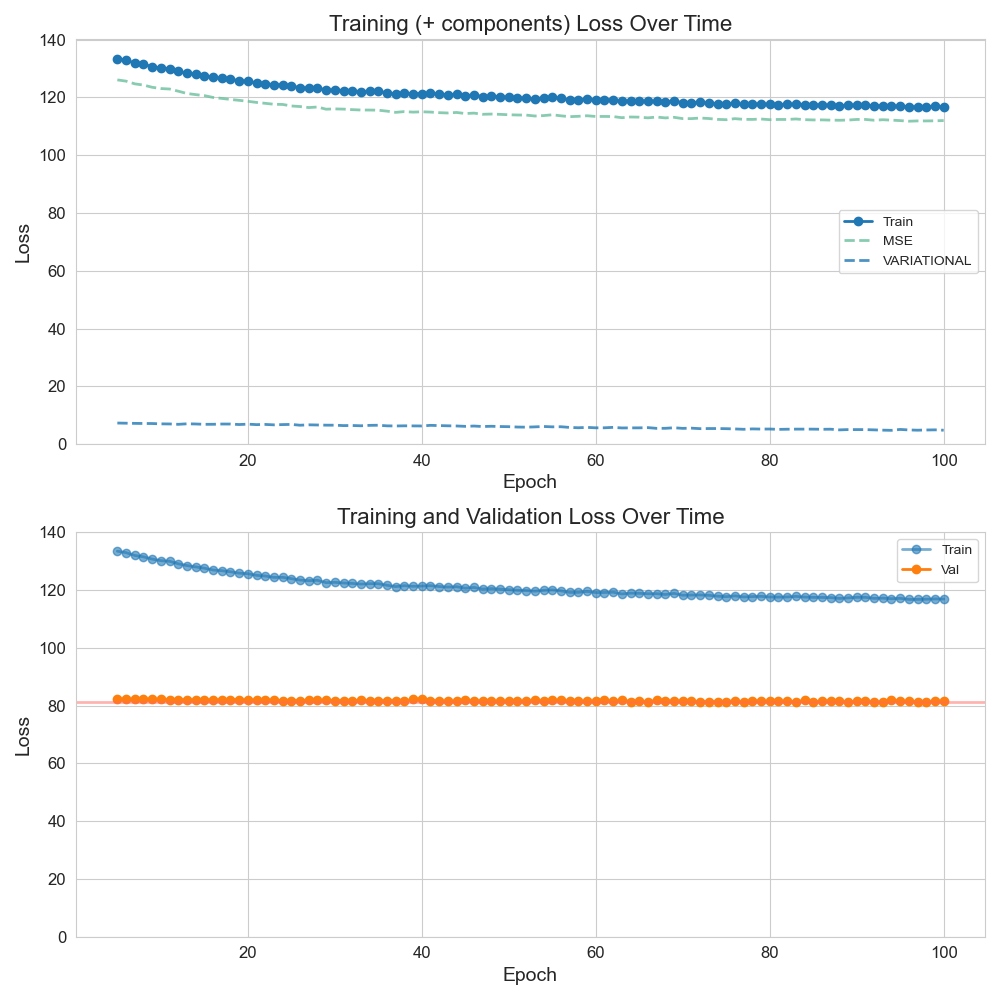 Training (+ components) Loss Over Time
140
120
100
80
60
40
20
0
Loss
Train
MSE
VARIATIONAL
20 40 60 80 100
Epoch
Training and Validation Loss Over Time
140
120
100
80
60
40
20
0
Loss
Train
Val
20 40 60 80 100
Epoch